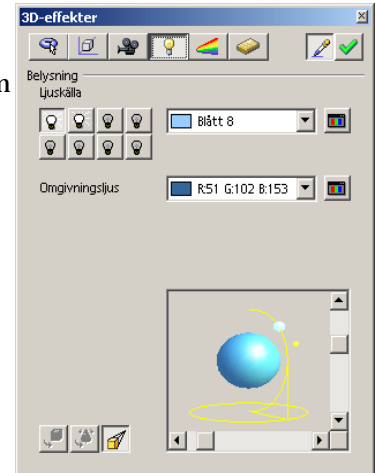 3D-effekter
Belysning
m
Ljuskälla
Blått 8
Omgivningsljus
R:51 G:102 B:153